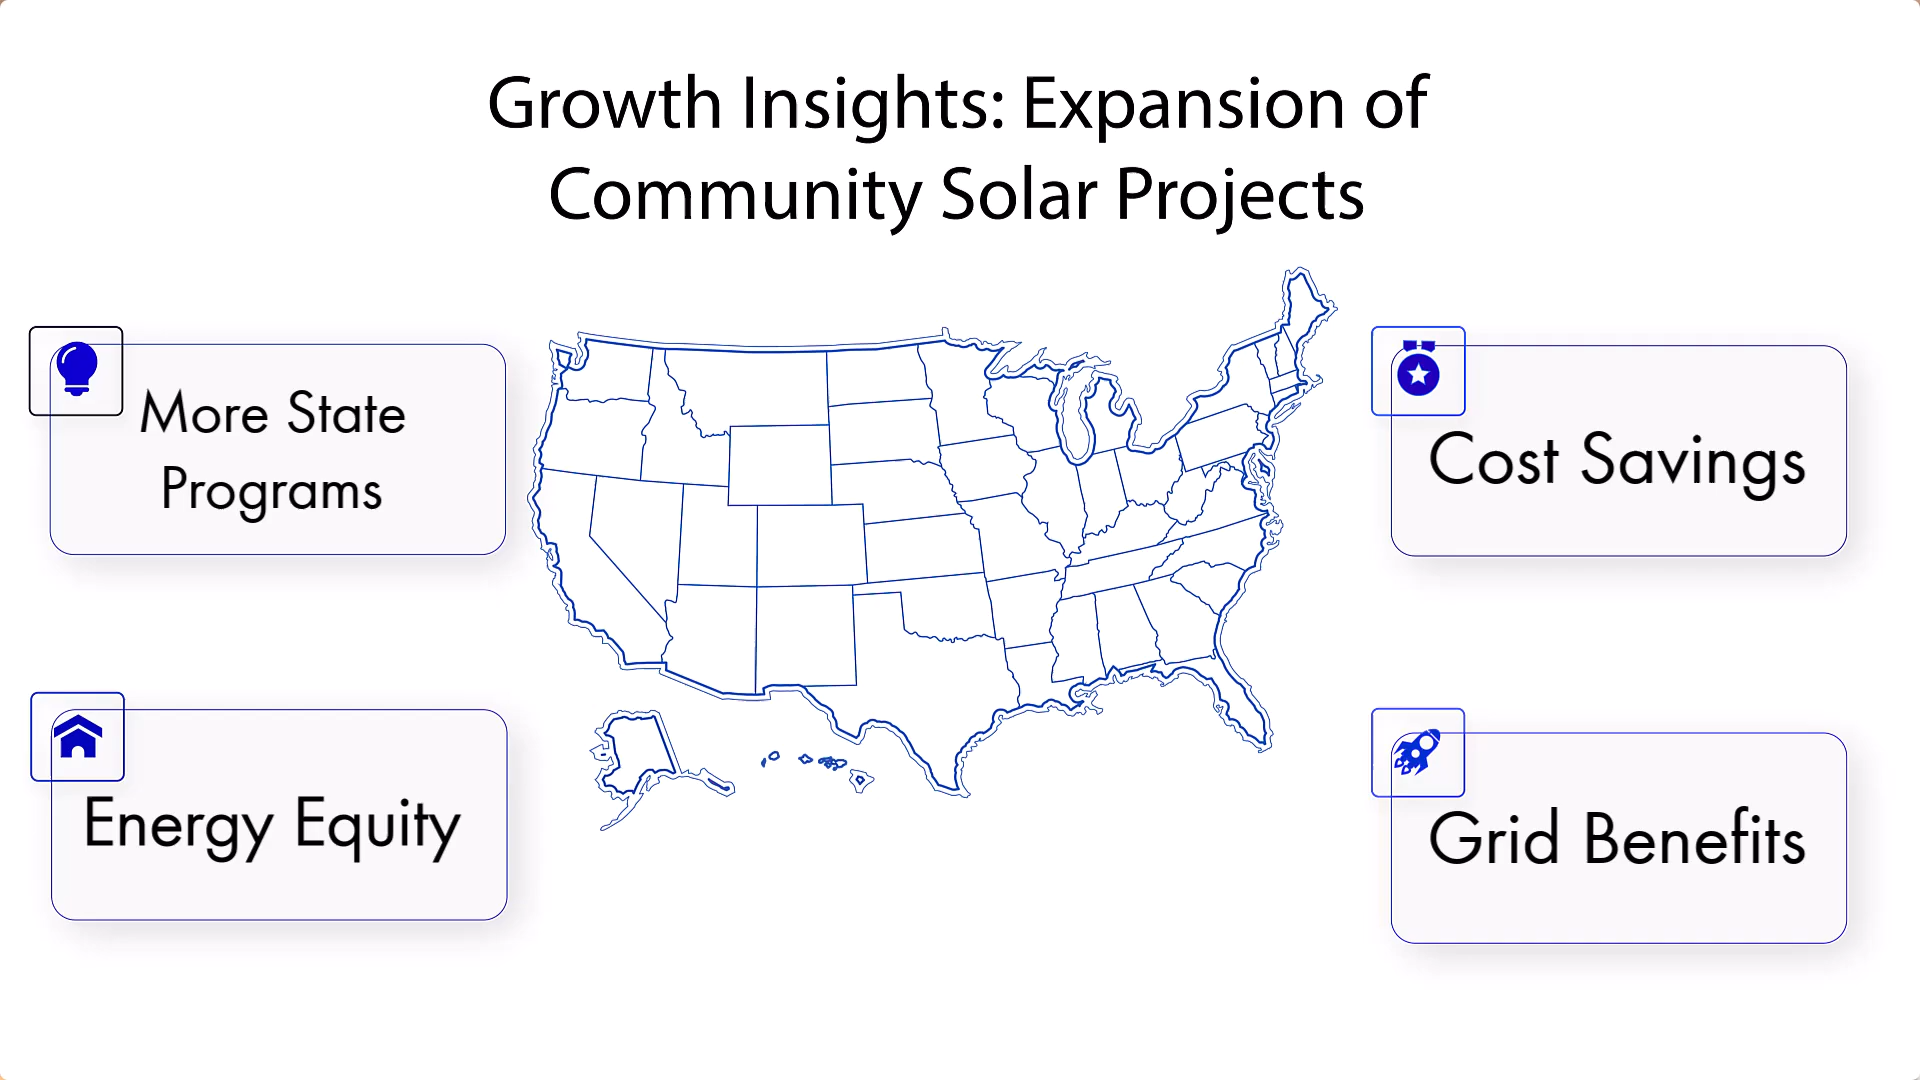 Growth Insights: Expansion of
Community Solar Projects
More State
Programs
Cost Savings
Energy Equity
Grid Benefits